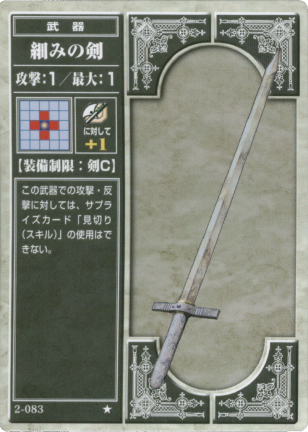 武器
細みの剣
攻撃:1/最大:1
に対して
+1
【装備制限：剣C】
この武器での攻撃・反
撃に対しては、サプラ
イズカード「見切り
（スキル）」の使用はで
きない。
2-083 ★